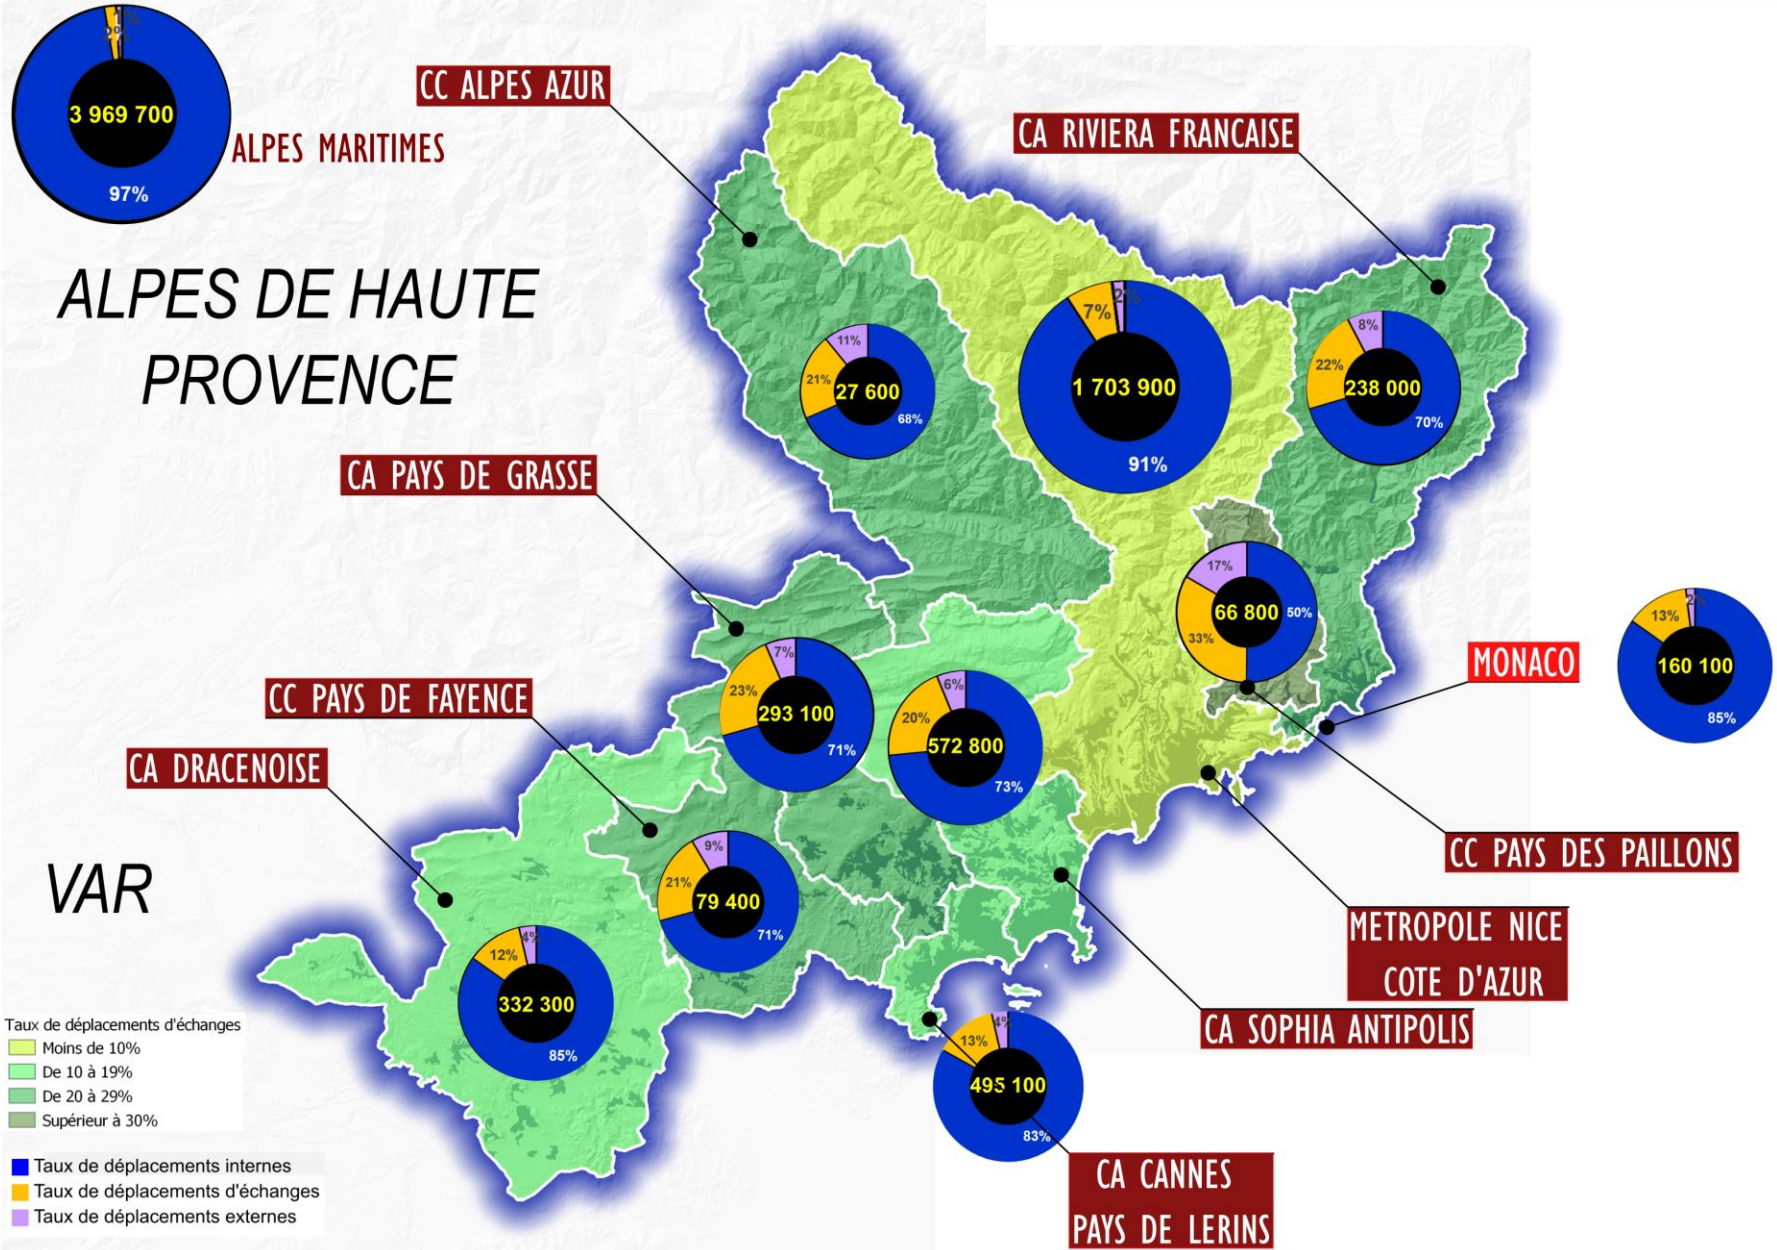 3 969 700
97%
ALPES MARITIMES
CC ALPES AZUR
CA RIVIERA FRANCAISE
ALPES DE HAUTE
PROVENCE
11%
21%
27 600
68%
7%
2%
1 703 900
91%
8%
22%
238 000
70%
CA PAYS DE GRASSE
17%
66 800
50%
33%
13%
2%
160 100
85%
MONACO
7%
23%
293 100
71%
6%
20%
572 800
73%
CC PAYS DE FAYENCE
CA DRACENOISE
9%
21%
79 400
71%
CC PAYS DES PAILLONS
METROPOLE NICE
COTE D'AZUR
VAR
4%
12%
332 300
85%
CA SOPHIA ANTIPOLIS
4%
13%
495 100
83%
CA CANNES
PAYS DE LERINS
Taux de déplacements d'échanges
Moins de 10%
De 10 à 19%
De 20 à 29%
Supérieur à 30%
Taux de déplacements internes
Taux de déplacements d'échanges
Taux de déplacements externes